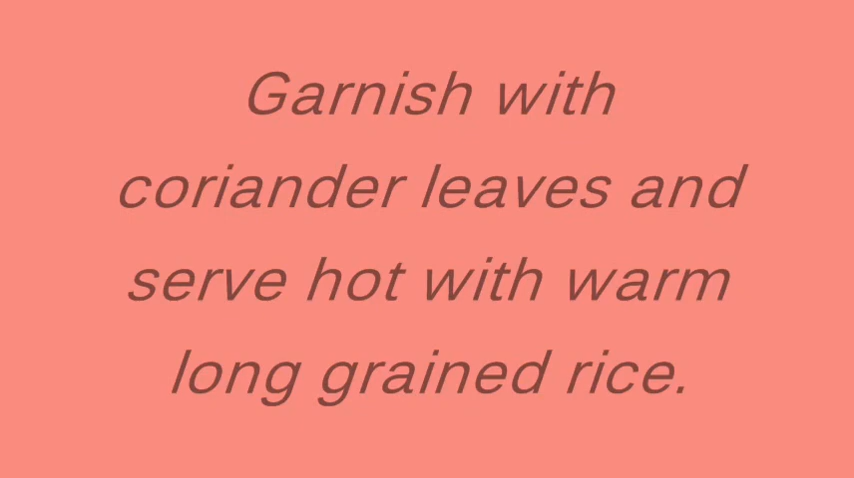 Garnish with
coriander leaves and
serve hot with warm
long grained rice.